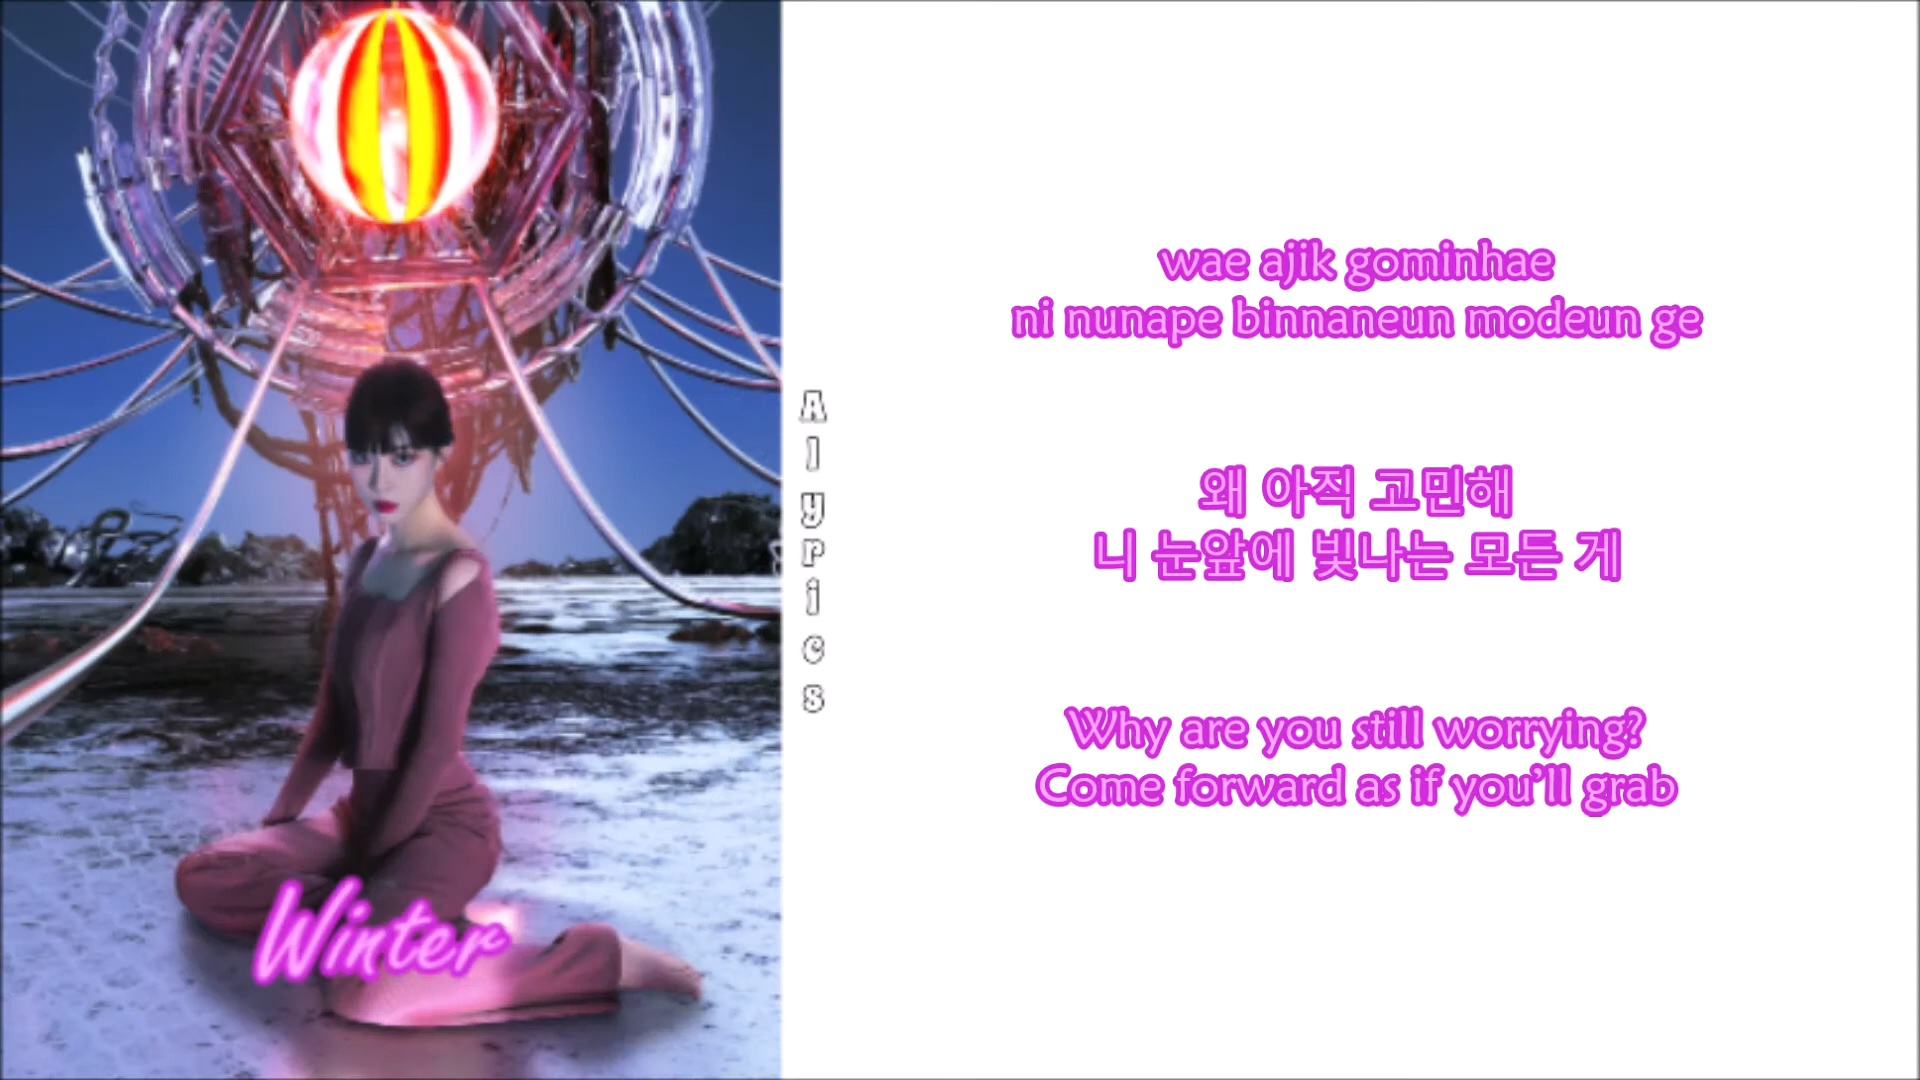 Winter
Alypics
wae ajik gominhae
ni nunape binnaneun modeun ge
왜 아직 고민해
니 눈앞에 빛나는 모든 게
Why are you still worrying?
Come forward as if you’ll grab